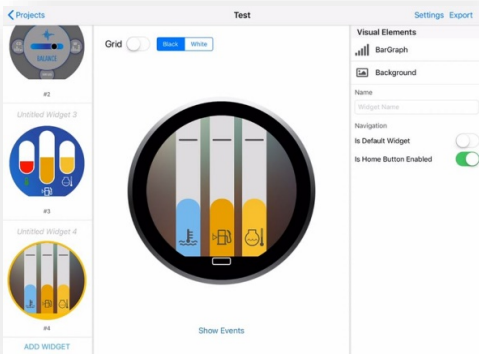 Projects
Test
Settings Export
BALANCE
#2
Untitled Widget 3
#3
Untitled Widget 4
#4
ADD WIDGET
Grid
Black White
Show Events
Visual Elements
BarGraph
Background
Name
Widget Name
Navigation
Is Default Widget
Is Home Button Enabled